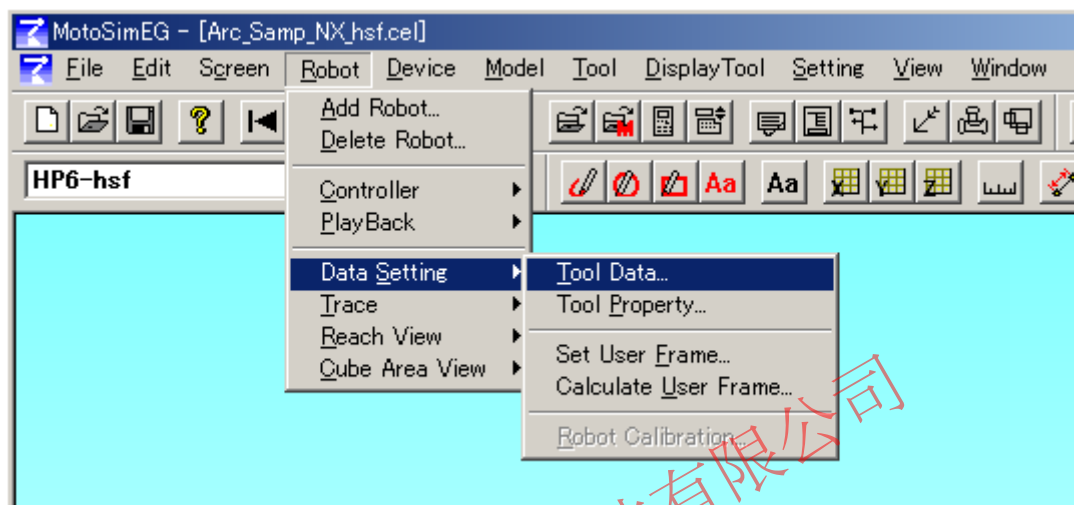 MotoSimEG - [Arc_Samp_NX_hsf.cel]
File Edit Screen Robot Device Model Tool DisplayTool Setting View Window
Add Robot...
Delete Robot...
HP6-hsf
Aa Aa X Y Z
Controller
PlayBack
Data Setting
Tool Data...
Trace
Tool Property...
Reach View
Set User Frame...
Cube Area View
Calculate User Frame...
Robot Calibration...
有限公司